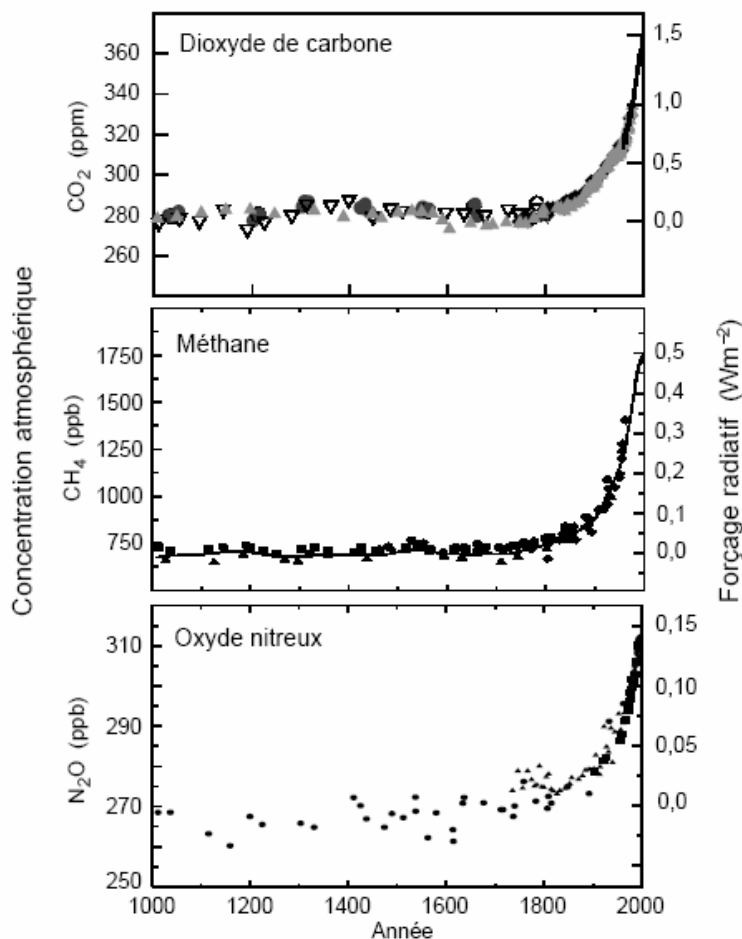 Concentration atmosphérique
Forçage radiatif (Wm⁻²)
Dioxyde de carbone
CO₂ (ppm)
360
340
320
300
280
260
1,5
1,0
0,5
0,0
Méthane
CH₄ (ppb)
1750
1500
1250
1000
750
0,5
0,4
0,3
0,2
0,1
0,0
Oxyde nitreux
N₂O (ppb)
310
290
270
250
0,15
0,10
0,05
0,0
1000 1200 1400 1600 1800 2000
Année